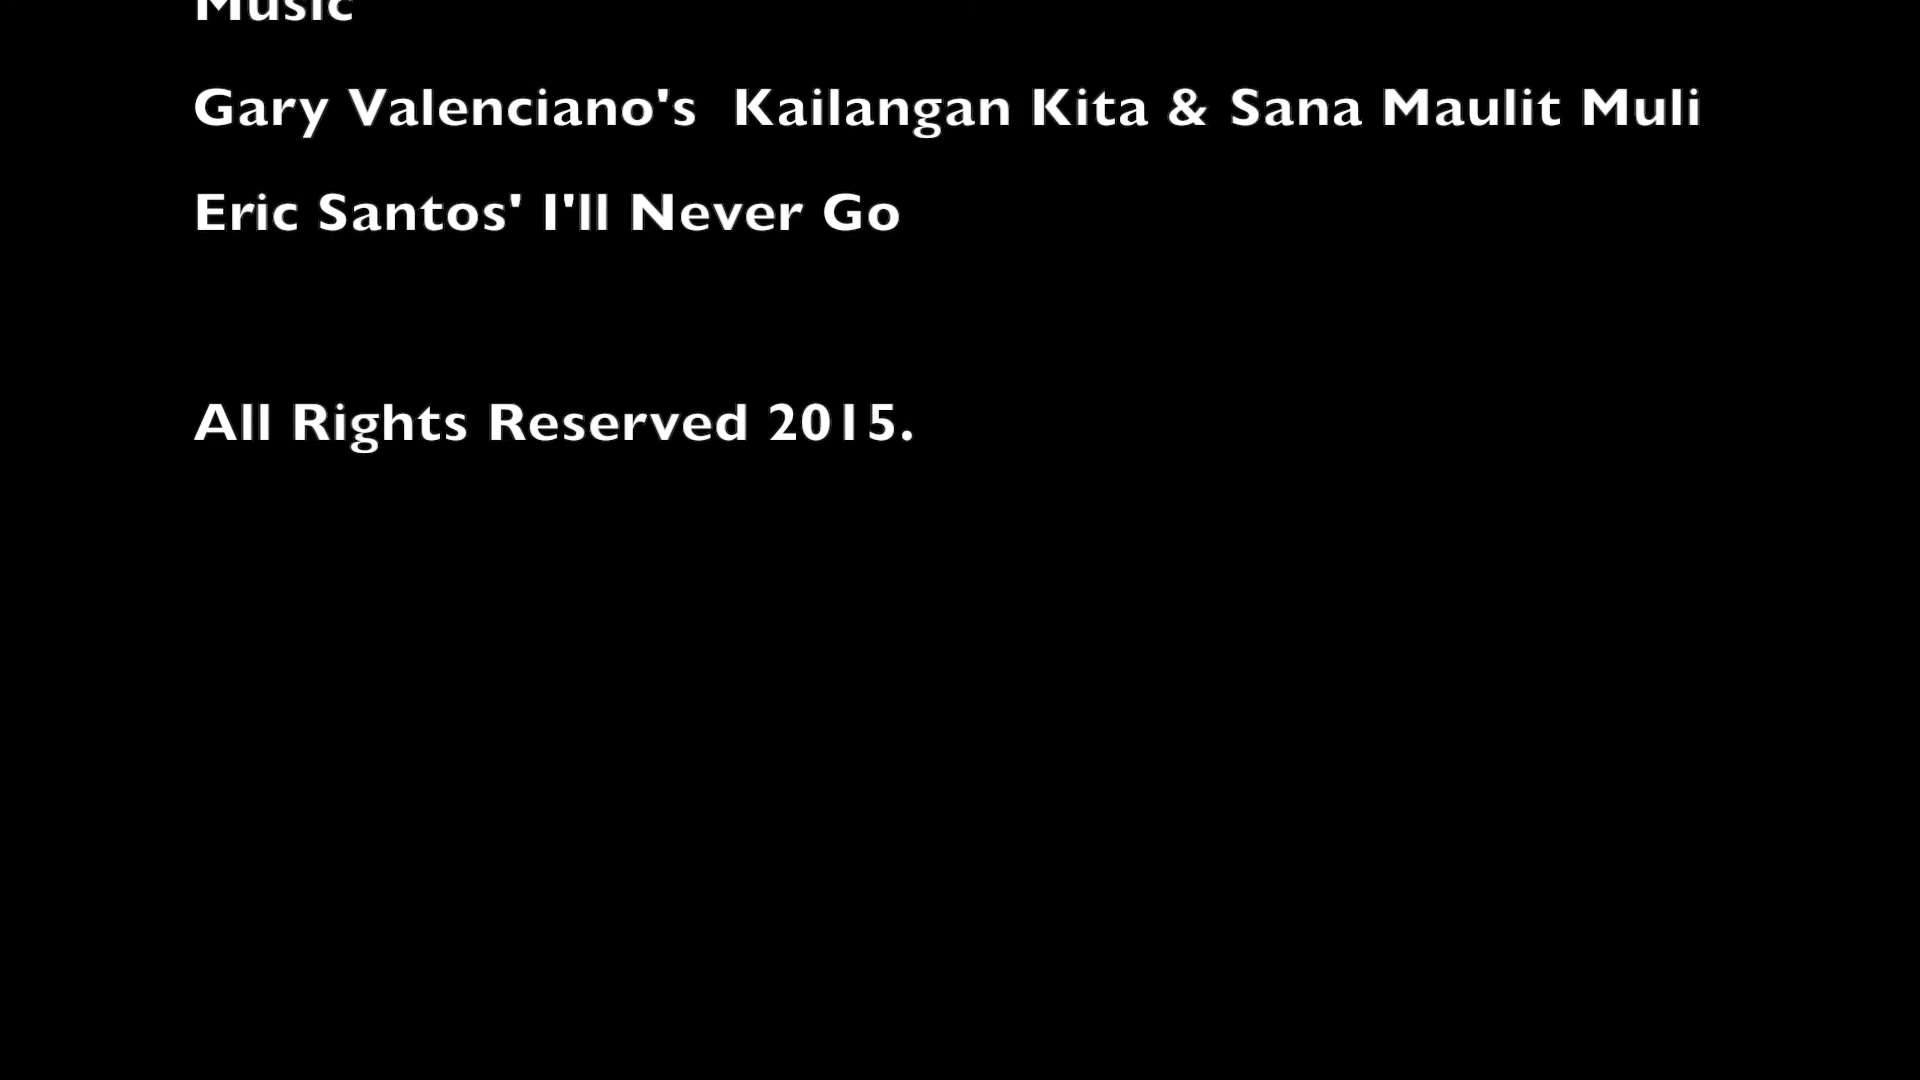 Music
Gary Valenciano's  Kailangan Kita & Sana Maulit Muli
Eric Santos' I'll Never Go
All Rights Reserved 2015.